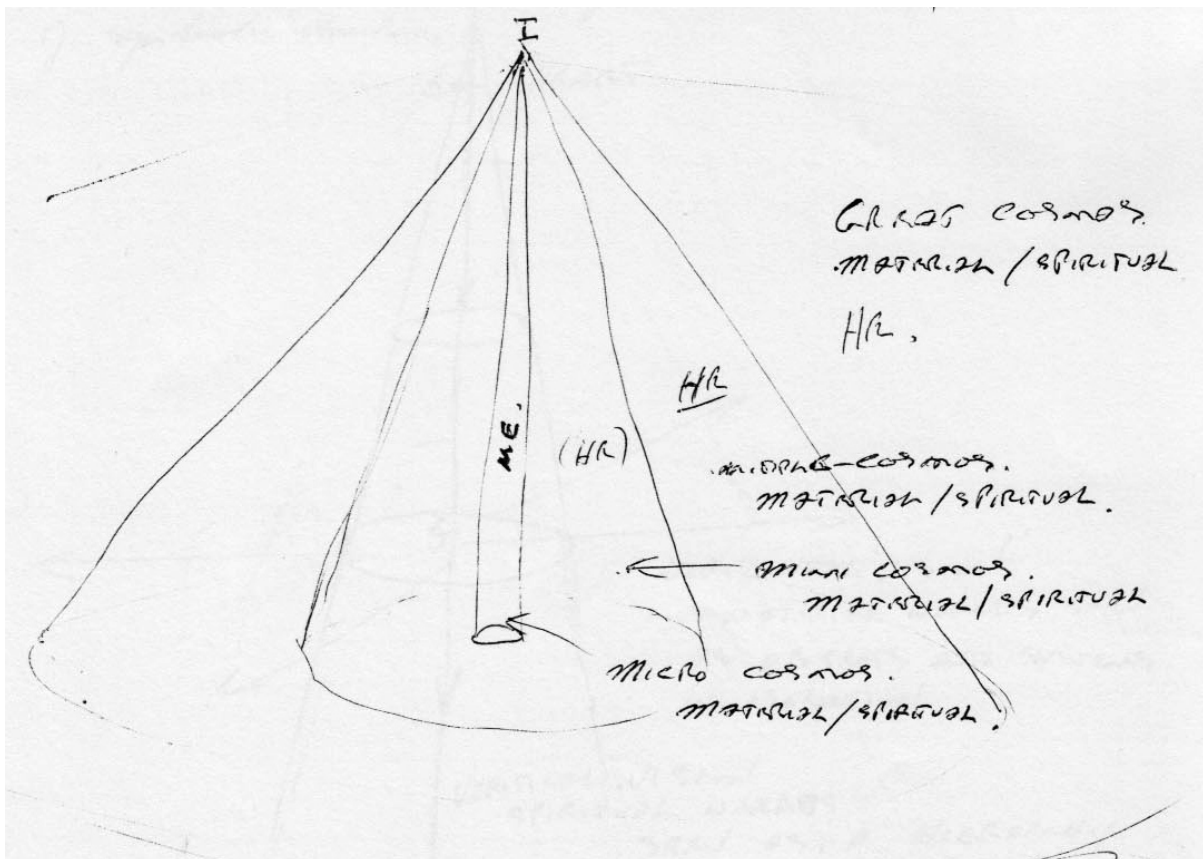 I
GREAT COSMOS.
MATERIAL / SPIRITUAL
HR.
HR
ME.
(HR)
MIDDLE-COSMOS.
MATERIAL / SPIRITUAL.
MINI COSMOS.
MATERIAL / SPIRITUAL
MICRO COSMOS.
MATERIAL / SPIRITUAL.